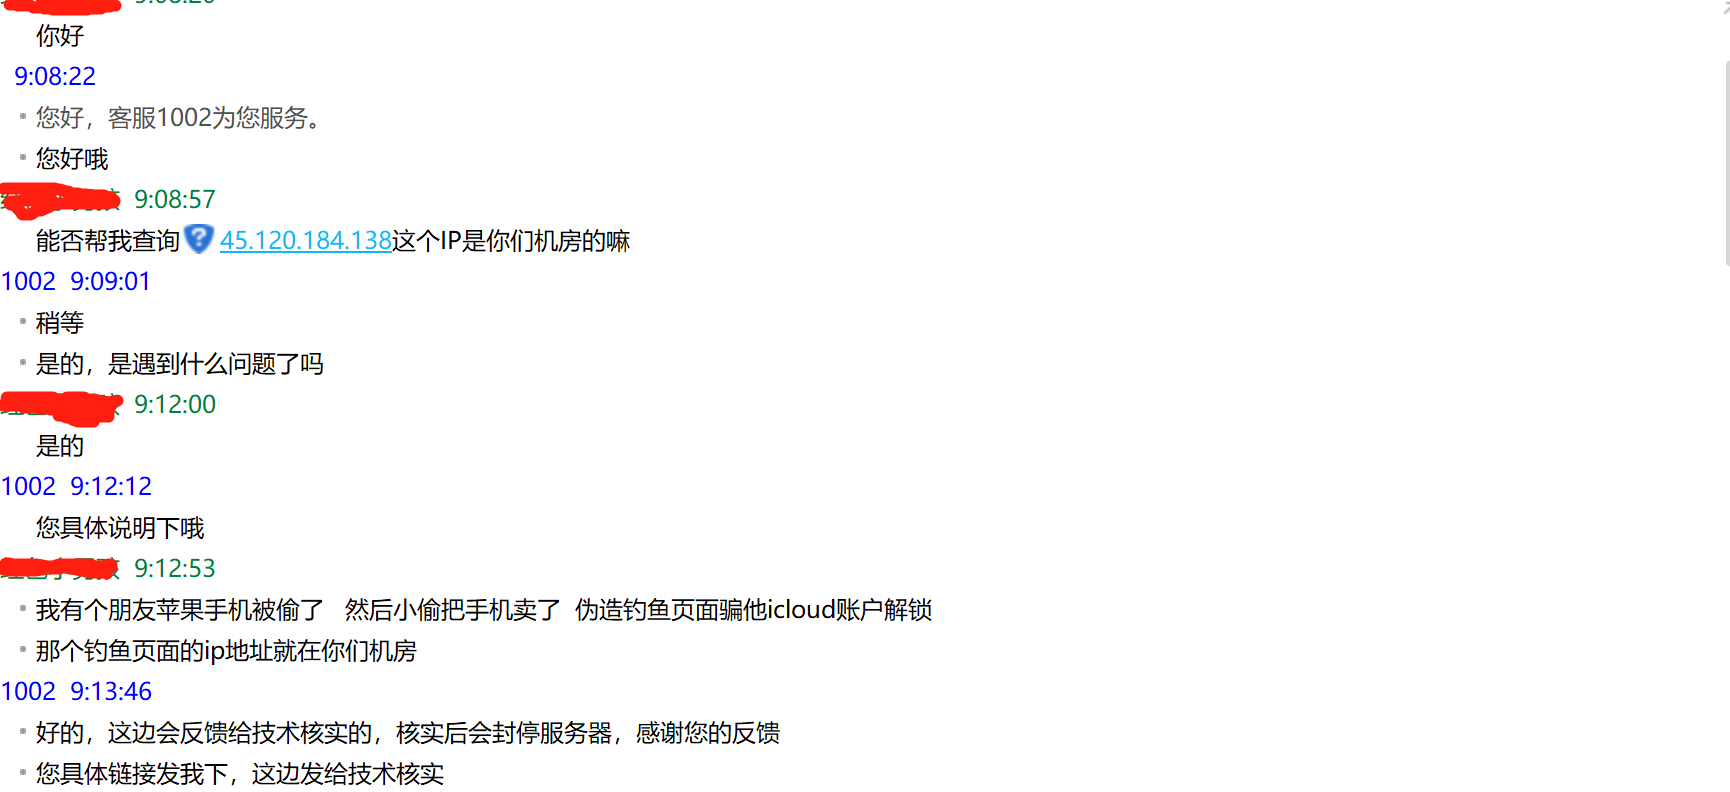 你好
9:08:22
您好，客服1002为您服务。
您好哦
9:08:57
能否帮我查询45.120.184.138这个IP是你们机房的嘛
1002 9:09:01
稍等
是的，是遇到什么问题了吗
9:12:00
是的
1002 9:12:12
您具体说明下哦
9:12:53
我有个朋友苹果手机被偷了 然后小偷把手机卖了 伪造钓鱼页面骗他icloud账户解锁
那个钓鱼页面的ip地址就在你们机房
1002 9:13:46
好的，这边会反馈给技术核实的，核实后会封停服务器，感谢您的反馈
您具体链接发我下，这边发给技术核实